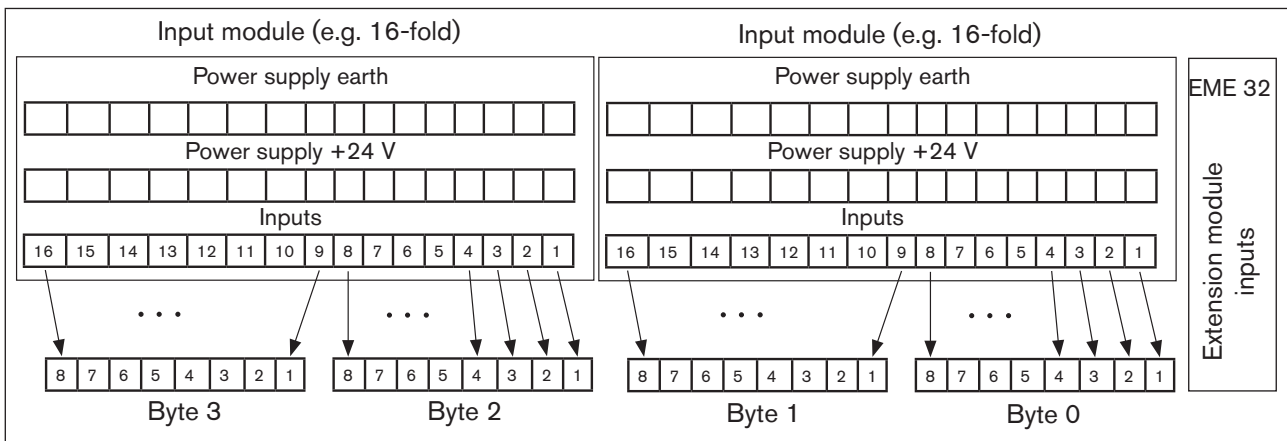 Input module (e.g. 16-fold)
Power supply earth
Power supply +24 V
Inputs
16 15 14 13 12 11 10 9 8 7 6 5 4 3 2 1
. . . . . .
8 7 6 5 4 3 2 1
Byte 3
8 7 6 5 4 3 2 1
Byte 2
Input module (e.g. 16-fold)
Power supply earth
Power supply +24 V
Inputs
16 15 14 13 12 11 10 9 8 7 6 5 4 3 2 1
. . . . . .
8 7 6 5 4 3 2 1
Byte 1
8 7 6 5 4 3 2 1
Byte 0
EME 32
Extension module
inputs